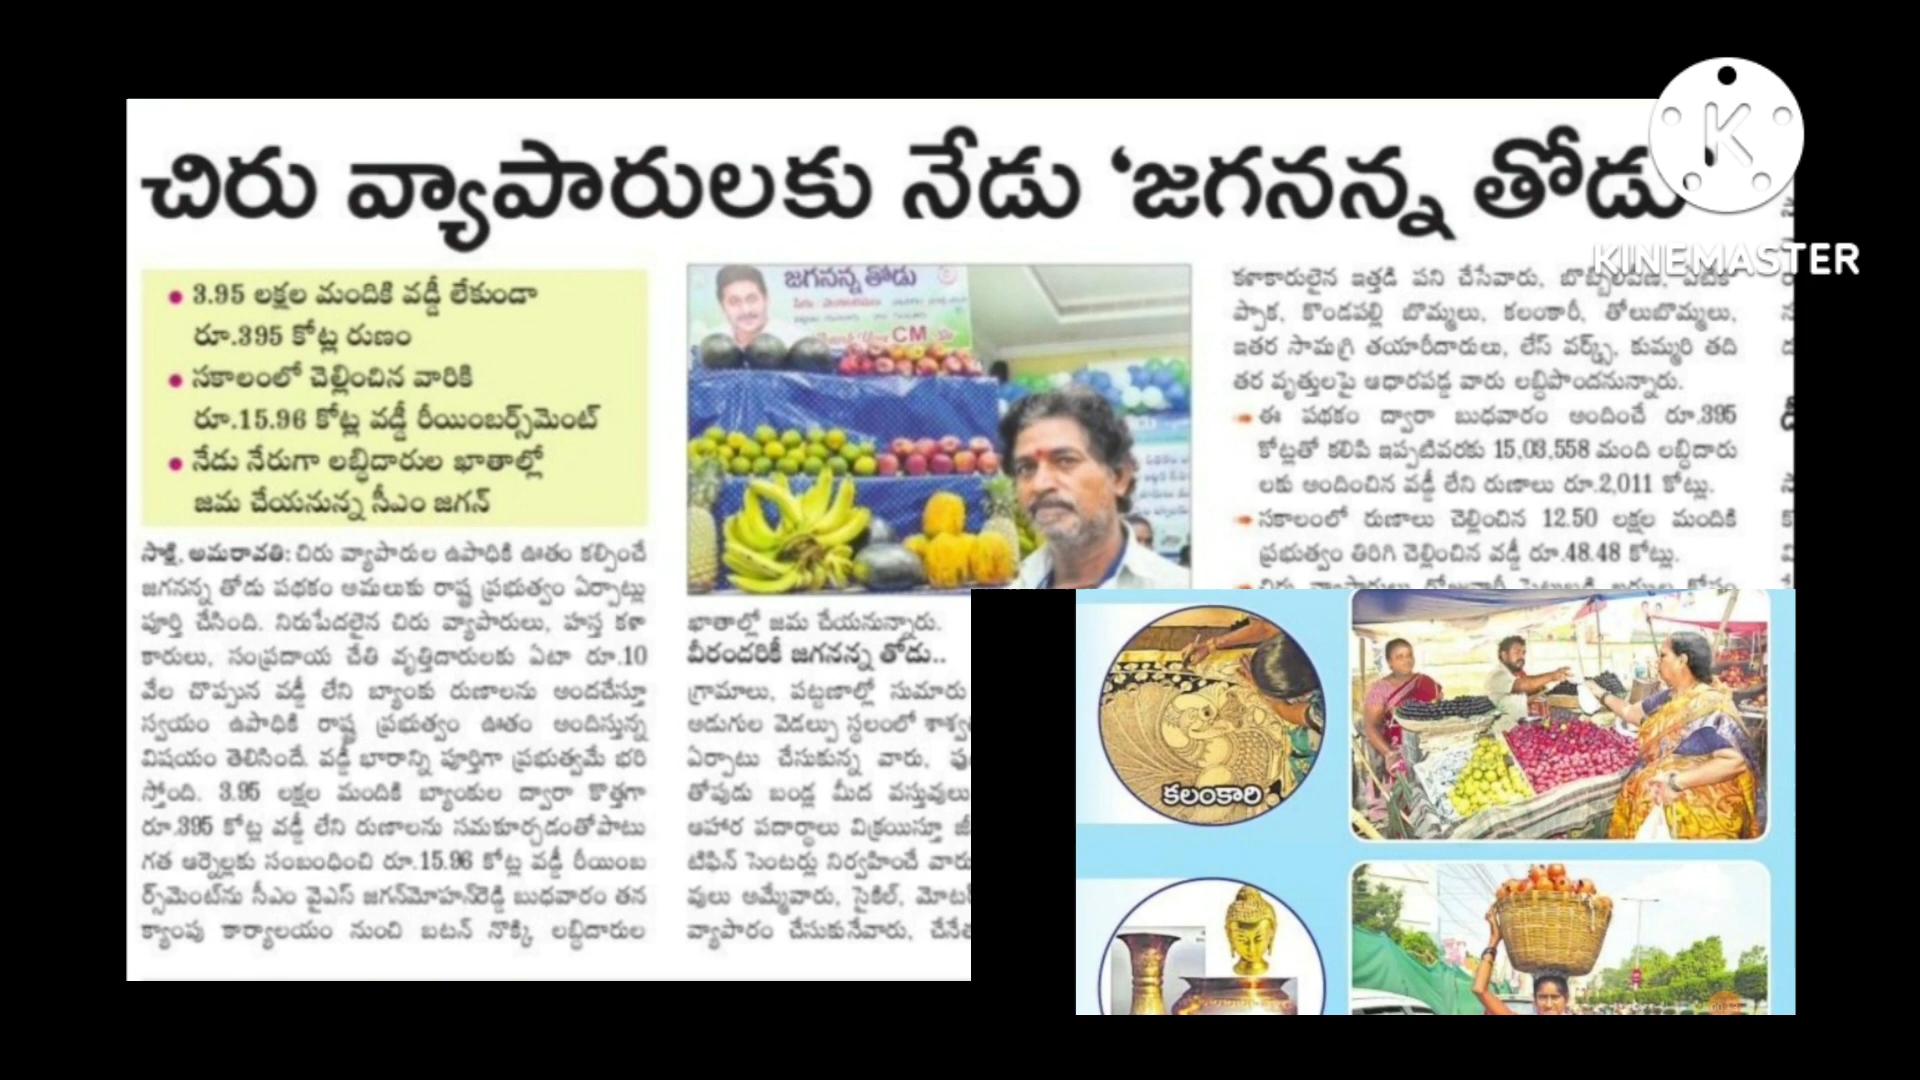 చిరు వ్యాపారులకు నేడు ‘జగనన్న తోడు’
• 3.95 లక్షల మందికి వడ్డీ లేకుండా
రూ.395 కోట్ల రుణం
• సకాలంలో చెల్లించిన వారికి
రూ.15.96 కోట్ల వడ్డీ రీయింబర్స్‌మెంట్
• నేడు నేరుగా లబ్ధిదారుల ఖాతాల్లో
జమ చేయనున్న సీఎం జగన్
సాక్షి, అమరావతి: చిరు వ్యాపారుల ఉపాధికి ఊతం కల్పించే
జగనన్న తోడు పథకం అమలుకు రాష్ట్ర ప్రభుత్వం ఏర్పాట్లు
పూర్తి చేసింది. నిరుపేదలైన చిరు వ్యాపారులు, హస్త కళా
కారులు, సంప్రదాయ చేతి వృత్తిదారులకు ఏటా రూ.10
వేల చొప్పున వడ్డీ లేని బ్యాంకు రుణాలను అందచేస్తూ
స్వయం ఉపాధికి రాష్ట్ర ప్రభుత్వం ఊతం అందిస్తున్న
విషయం తెలిసిందే. వడ్డీ భారాన్ని పూర్తిగా ప్రభుత్వమే భరి
స్తోంది. 3.95 లక్షల మందికి బ్యాంకుల ద్వారా కొత్తగా
రూ.395 కోట్ల వడ్డీ లేని రుణాలను సమకూర్చడంతోపాటు
గత ఆర్నెల్లకు సంబంధించి రూ.15.96 కోట్ల వడ్డీ రీయింబ
ర్స్‌మెంట్‌ను సీఎం వైఎస్ జగన్‌మోహన్‌రెడ్డి బుధవారం తన
క్యాంపు కార్యాలయం నుంచి బటన్ నొక్కి లబ్ధిదారుల
జగనన్న తోడు
CM
ఖాతాల్లో జమ చేయనున్నారు.
వీరందరికీ జగనన్న తోడు..
గ్రామాలు, పట్టణాల్లో సుమారు
అడుగుల వెడల్పు స్థలంలో
ఏర్పాటు చేసుకున్న వారు,
తోపుడు బండ్ల మీద వస్తువులు
ఆహార పదార్థాలు విక్రయిస్తూ
టిఫిన్ సెంటర్లు నిర్వహించే వారు
వులు అమ్మేవారు, సైకిల్,
వ్యాపారం చేసుకునేవారు,
కళాకారులైన ఇత్తడి పని చేసేవారు, బొబ్బిలివీణ,
ప్పాక, కొండపల్లి బొమ్మలు, కలంకారీ, తోలుబొమ్మలు,
ఇతర సామగ్రి తయారీదారులు, లేస్ వర్క్స్, కుమ్మరి తది
తర వృత్తులపై ఆధారపడ్డ వారు లబ్ధిపొందనున్నారు.
ఈ పథకం ద్వారా బుధవారం అందించే రూ.395
కోట్లతో కలిపి ఇప్పటివరకు 15,03,558 మంది లబ్ధిదారు
లకు అందించిన వడ్డీ లేని రుణాలు రూ.2,011 కోట్లు.
సకాలంలో రుణాలు చెల్లించిన 12.50 లక్షల మందికి
ప్రభుత్వం తిరిగి చెల్లించిన వడ్డీ రూ.48.48 కోట్లు.
కలంకారి
K
KINEMASTER